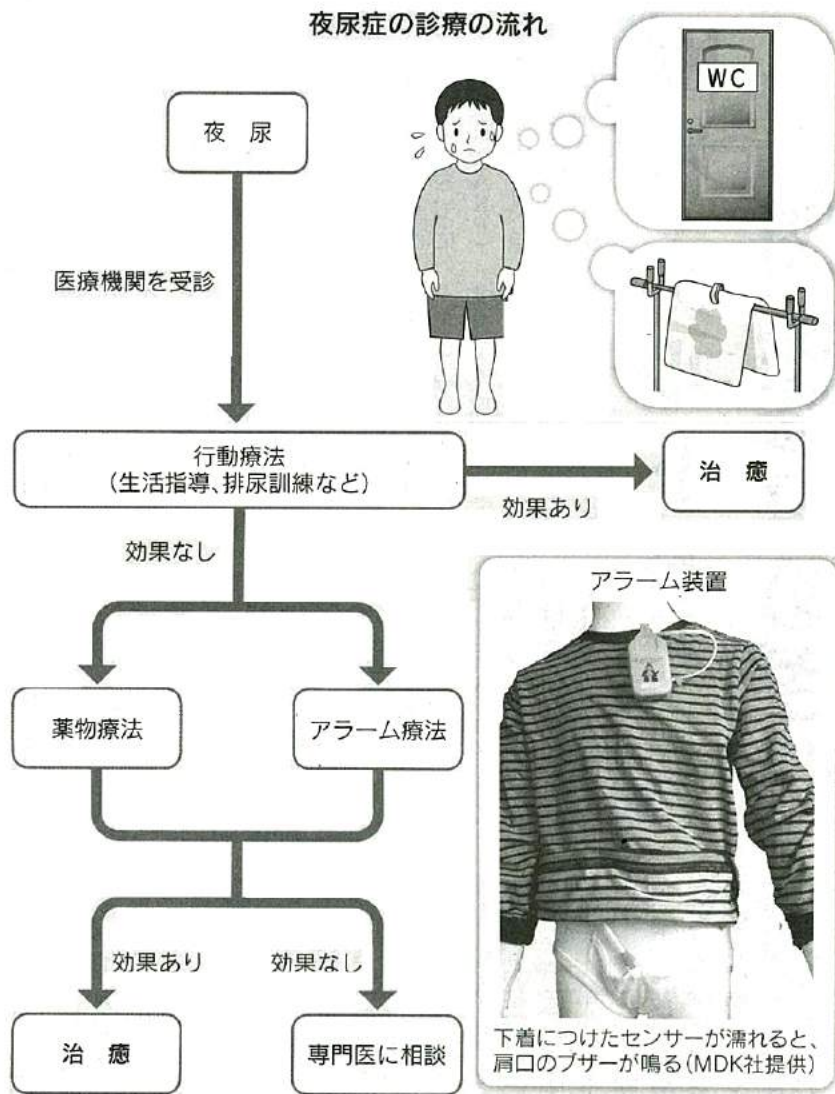 夜尿症の診療の流れ
WC
夜 尿
医療機関を受診
行動療法
(生活指導、排尿訓練など)
効果あり
治 癒
効果なし
薬物療法
アラーム療法
効果あり
効果なし
治 癒
専門医に相談
アラーム装置
下着につけたセンサーが濡れると、
肩口のブザーが鳴る(MDK社提供)